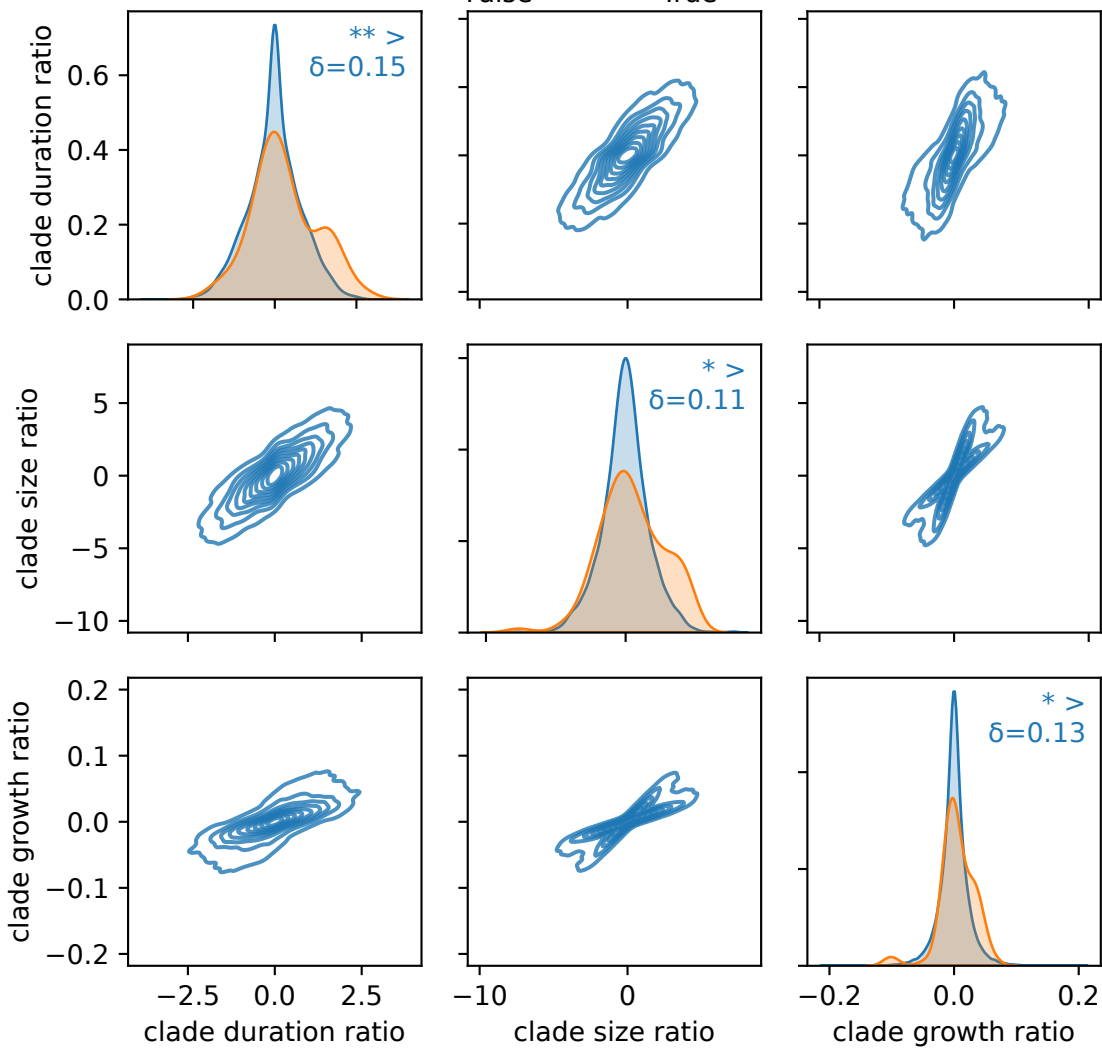 clade duration ratio
0.6
0.4
0.2
0.0
** >
δ=0.15
clade size ratio
5
0
−5
−10
* >
δ=0.11
clade growth ratio
0.2
0.1
0.0
−0.1
−0.2
* >
δ=0.13
−2.5 0.0 2.5
−10 0
−0.2 0.0 0.2
clade duration ratio
clade size ratio
clade growth ratio